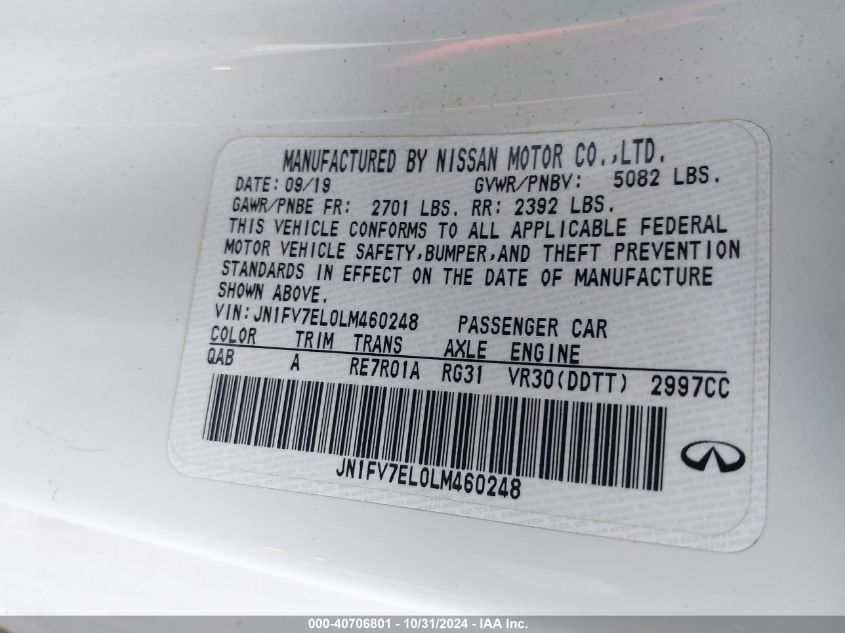 MANUFACTURED BY NISSAN MOTOR CO.,LTD.
DATE: 09/19 GVWR/PNBV: 5082 LBS.
GAWR/PNBE FR: 2701 LBS. RR: 2392 LBS.
THIS VEHICLE CONFORMS TO ALL APPLICABLE FEDERAL
MOTOR VEHICLE SAFETY,BUMPER,AND THEFT PREVENTION
STANDARDS IN EFFECT ON THE DATE OF MANUFACTURE
SHOWN ABOVE.
VIN:JN1FV7EL0LM460248 PASSENGER CAR
COLOR TRIM TRANS AXLE ENGINE
QAB A RE7R01A RG31 VR30(DDTT) 2997CC
JN1FV7EL0LM460248
000-40706801 - 10/31/2024 - IAA Inc.